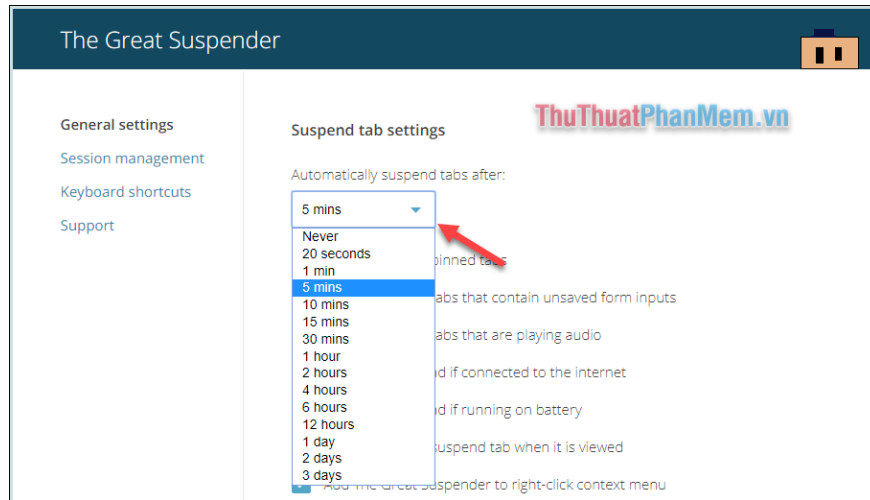 The Great Suspender
ThuThuatPhanMem.vn
General settings
Session management
Keyboard shortcuts
Support
Suspend tab settings
Automatically suspend tabs after:
5 mins
Never
20 seconds
1 min
5 mins
10 mins
15 mins
30 mins
1 hour
2 hours
4 hours
6 hours
12 hours
1 day
2 days
3 days
pinned tabs
abs that contain unsaved form inputs
abs that are playing audio
d if connected to the internet
d if running on battery
suspend tab when it is viewed
Add The Great Suspender to right-click context menu